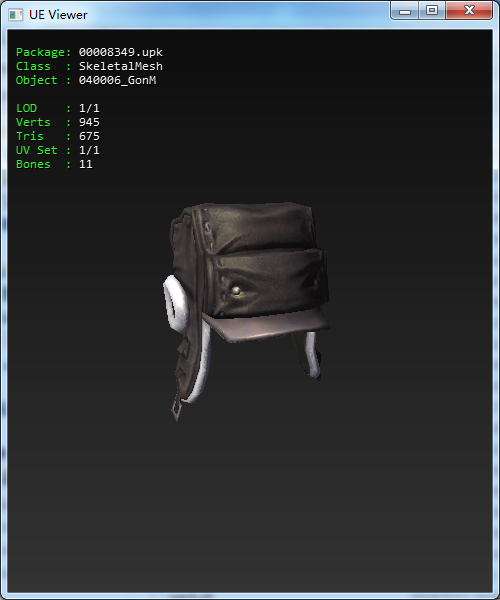 UE Viewer
Package: 00008349.upk
Class  : SkeletalMesh
Object : 040006_GonM
LOD    : 1/1
Verts  : 945
Tris   : 675
UV Set : 1/1
Bones  : 11